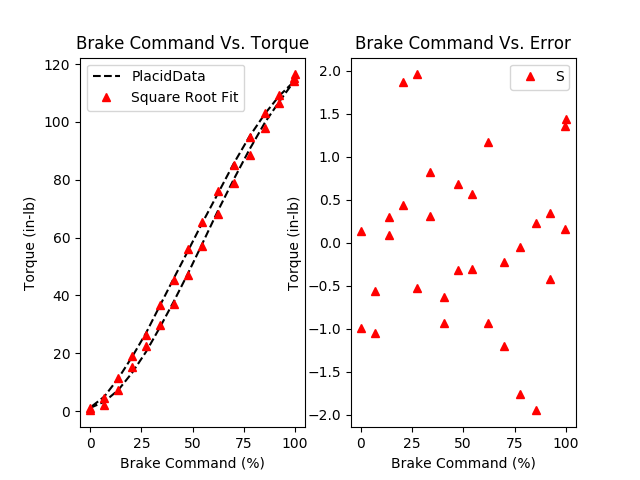 Brake Command Vs. Torque
120
100
80
60
40
20
0
0
25
50
75
100
Torque (in-lb)
Brake Command (%)
PlacidData
Square Root Fit
Brake Command Vs. Error
2.0
1.5
1.0
0.5
0.0
−0.5
−1.0
−1.5
−2.0
0
25
50
75
100
Torque (in-lb)
Brake Command (%)
S